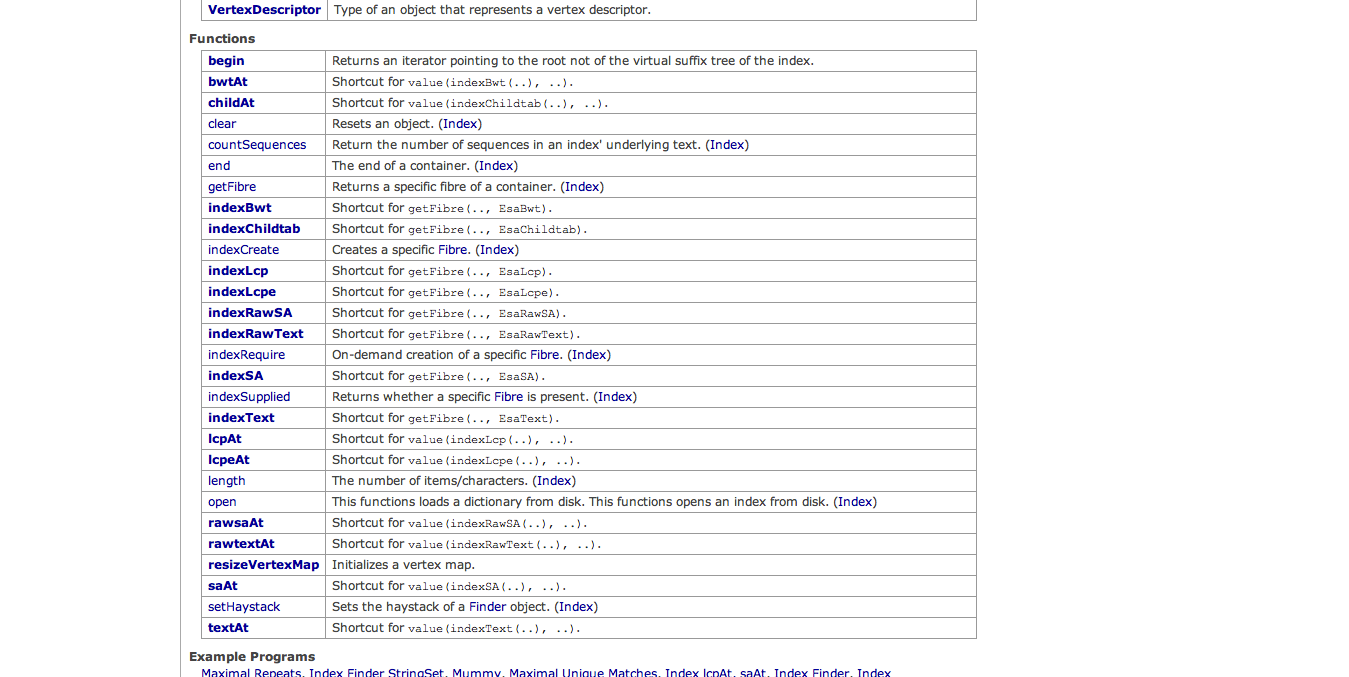 VertexDescriptor Type of an object that represents a vertex descriptor.
Functions
begin Returns an iterator pointing to the root not of the virtual suffix tree of the index.
bwtAt Shortcut for value(indexBwt(..), ..).
childAt Shortcut for value(indexChildtab(..), ..).
clear Resets an object. (Index)
countSequences Return the number of sequences in an index' underlying text. (Index)
end The end of a container. (Index)
getFibre Returns a specific fibre of a container. (Index)
indexBwt Shortcut for getFibre(.., EsaBwt).
indexChildtab Shortcut for getFibre(.., EsaChildtab).
indexCreate Creates a specific Fibre. (Index)
indexLcp Shortcut for getFibre(.., EsaLcp).
indexLcpe Shortcut for getFibre(.., EsaLcpe).
indexRawSA Shortcut for getFibre(.., EsaRawSA).
indexRawText Shortcut for getFibre(.., EsaRawText).
indexRequire On-demand creation of a specific Fibre. (Index)
indexSA Shortcut for getFibre(.., EsaSA).
indexSupplied Returns whether a specific Fibre is present. (Index)
indexText Shortcut for getFibre(.., EsaText).
lcpAt Shortcut for value(indexLcp(..), ..).
lcpeAt Shortcut for value(indexLcpe(..), ..).
length The number of items/characters. (Index)
open This functions loads a dictionary from disk. This functions opens an index from disk. (Index)
rawsaAt Shortcut for value(indexRawSA(..), ..).
rawtextAt Shortcut for value(indexRawText(..), ..).
resizeVertexMap Initializes a vertex map.
saAt Shortcut for value(indexSA(..), ..).
setHaystack Sets the haystack of a Finder object. (Index)
textAt Shortcut for value(indexText(..), ..).
Example Programs
Maximal Repeats, Index Finder StringSet, Mummy, Maximal Unique Matches, Index lcpAt, saAt, Index Finder, Index